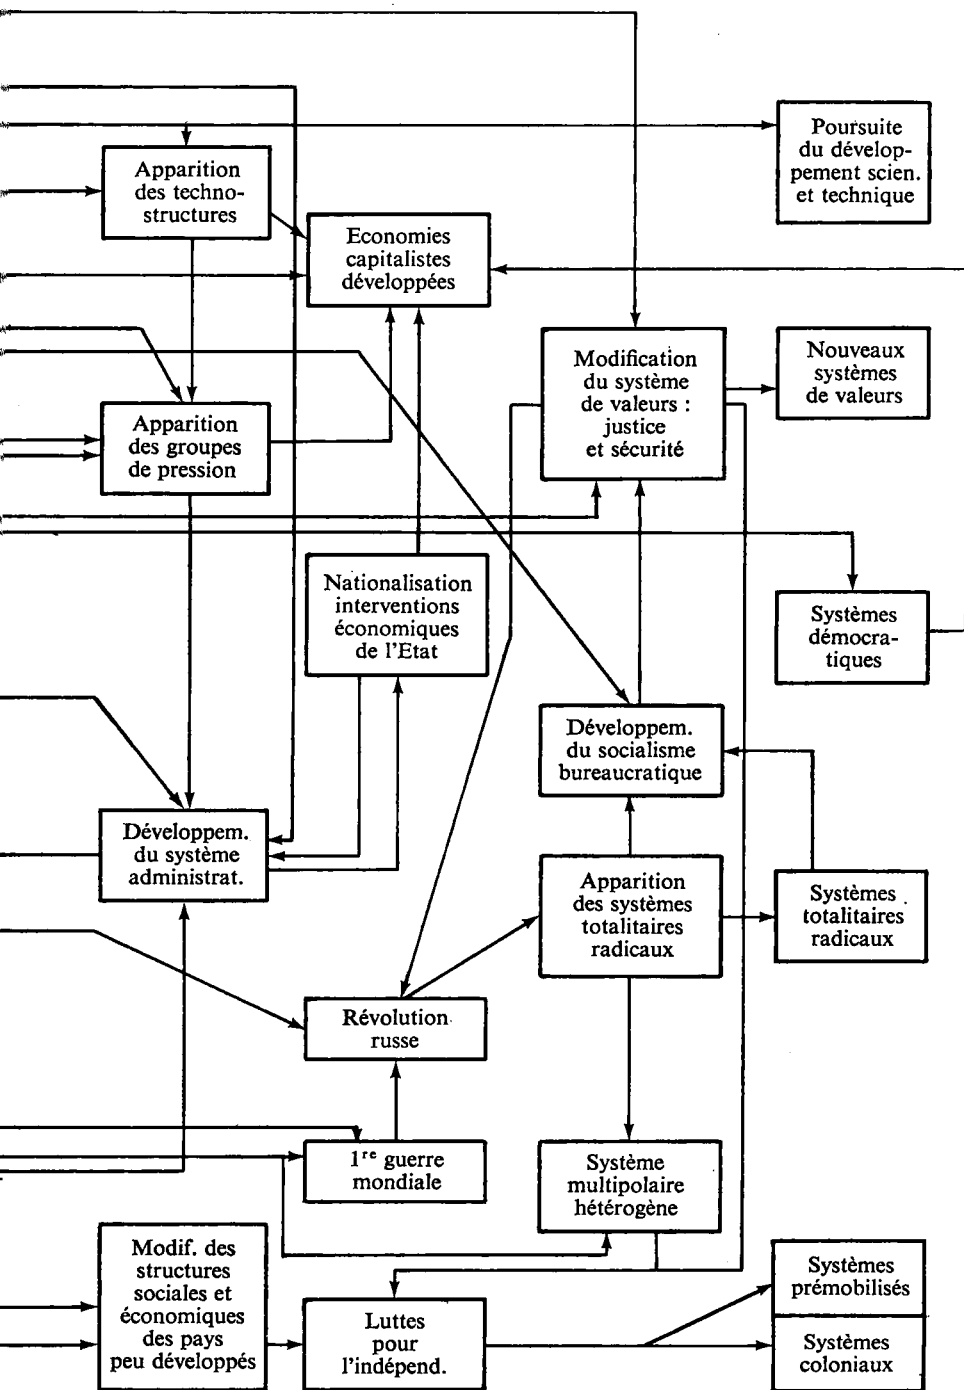 Poursuite
du dévelop-
pement scien.
et technique
Apparition
des techno-
structures
Economies
capitalistes
développées
Modification
du système
de valeurs :
justice
et sécurité
Nouveaux
systèmes
de valeurs
Apparition
des groupes
de pression
Nationalisation
interventions
économiques
de l'Etat
Systèmes
démocra-
tiques
Développem.
du socialisme
bureaucratique
Développem.
du système
administrat.
Apparition
des systèmes
totalitaires
radicaux
Systèmes
totalitaires
radicaux
Révolution
russe
1re guerre
mondiale
Système
multipolaire
hétérogène
Modif. des
structures
sociales et
économiques
des pays
peu développés
Luttes
pour
l'indépend.
Systèmes
prémobilisés
Systèmes
coloniaux